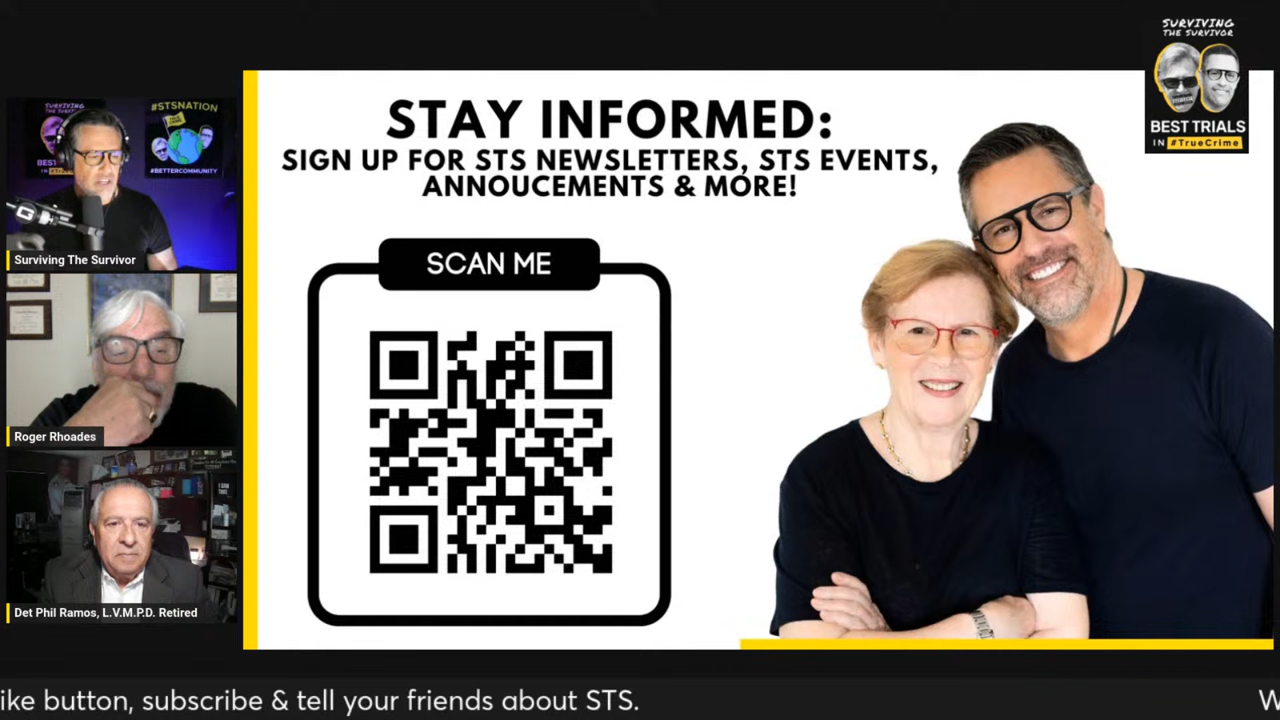 SURVIVING
THE SURVIVOR
BEST TRIALS
IN #TrueCrime
STAY INFORMED:
SIGN UP FOR STS NEWSLETTERS, STS EVENTS,
ANNOUCEMENTS & MORE!
SCAN ME
#STSNATION
#BETTERCOMMUNITY
Surviving The Survivor
Roger Rhoades
Det Phil Ramos, L.V.M.P.D. Retired
ike button, subscribe & tell your friends about STS.
W